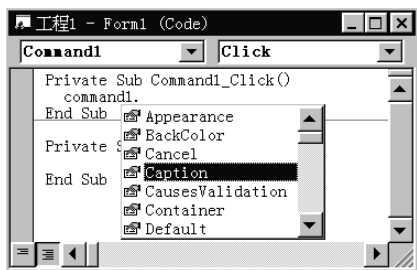 工程1 - Form1 (Code)
Command1 Click
Private Sub Command1_Click()
command1.
End Sub
Appearance
BackColor
Private S
Cancel
Caption
End Sub
CausesValidation
Container
Default